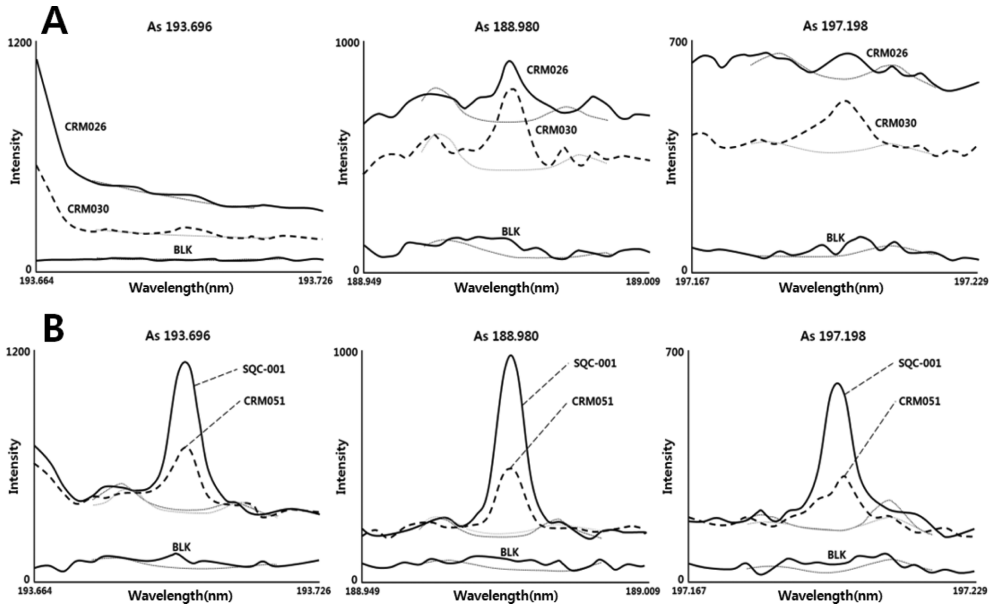 A
As 193.696
1200
Intensity
CRM026
CRM030
BLK
0
193.664
Wavelength(nm)
193.726
As 188.980
1000
Intensity
CRM026
CRM030
BLK
0
188.949
Wavelength(nm)
189.009
As 197.198
700
Intensity
CRM026
CRM030
BLK
0
197.167
Wavelength(nm)
197.229
B
As 193.696
1200
Intensity
SQC-001
CRM051
BLK
0
193.664
Wavelength(nm)
193.726
As 188.980
1000
Intensity
SQC-001
CRM051
BLK
0
188.949
Wavelength(nm)
189.009
As 197.198
700
Intensity
SQC-001
CRM051
BLK
0
197.167
Wavelength(nm)
197.229